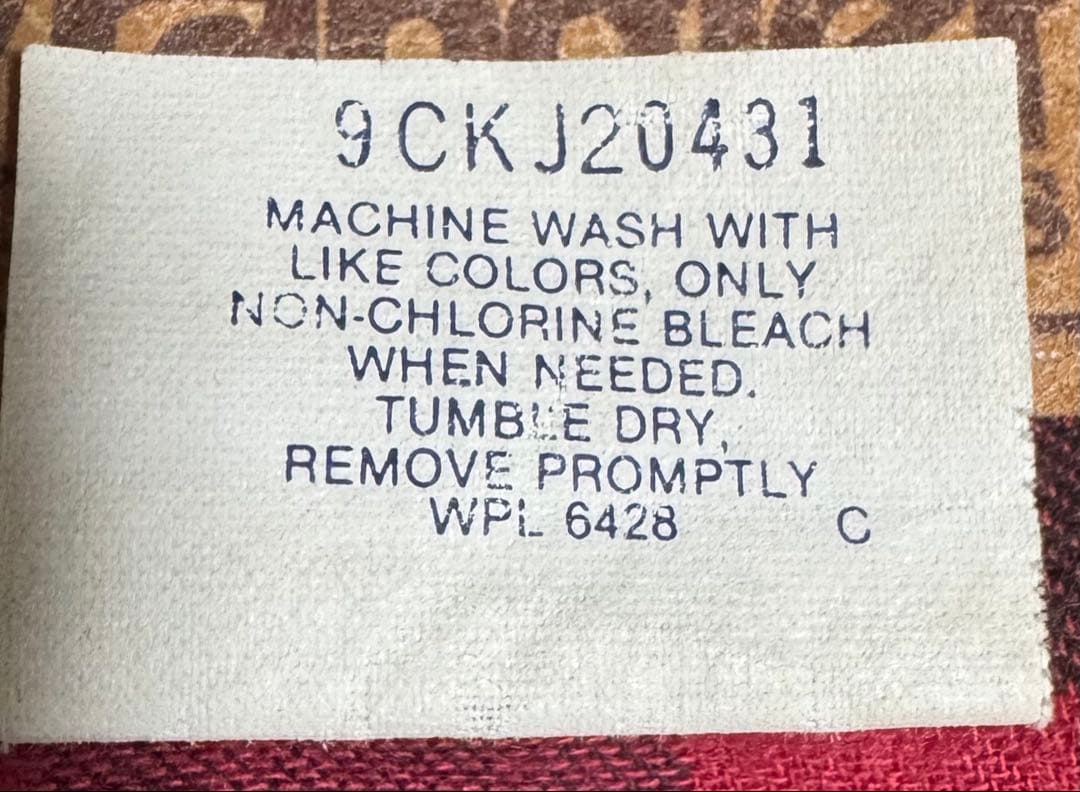 9CKJ20431
MACHINE WASH WITH
LIKE COLORS, ONLY
NON-CHLORINE BLEACH
WHEN NEEDED.
TUMBLE DRY,
REMOVE PROMPTLY
WPL 6428 C